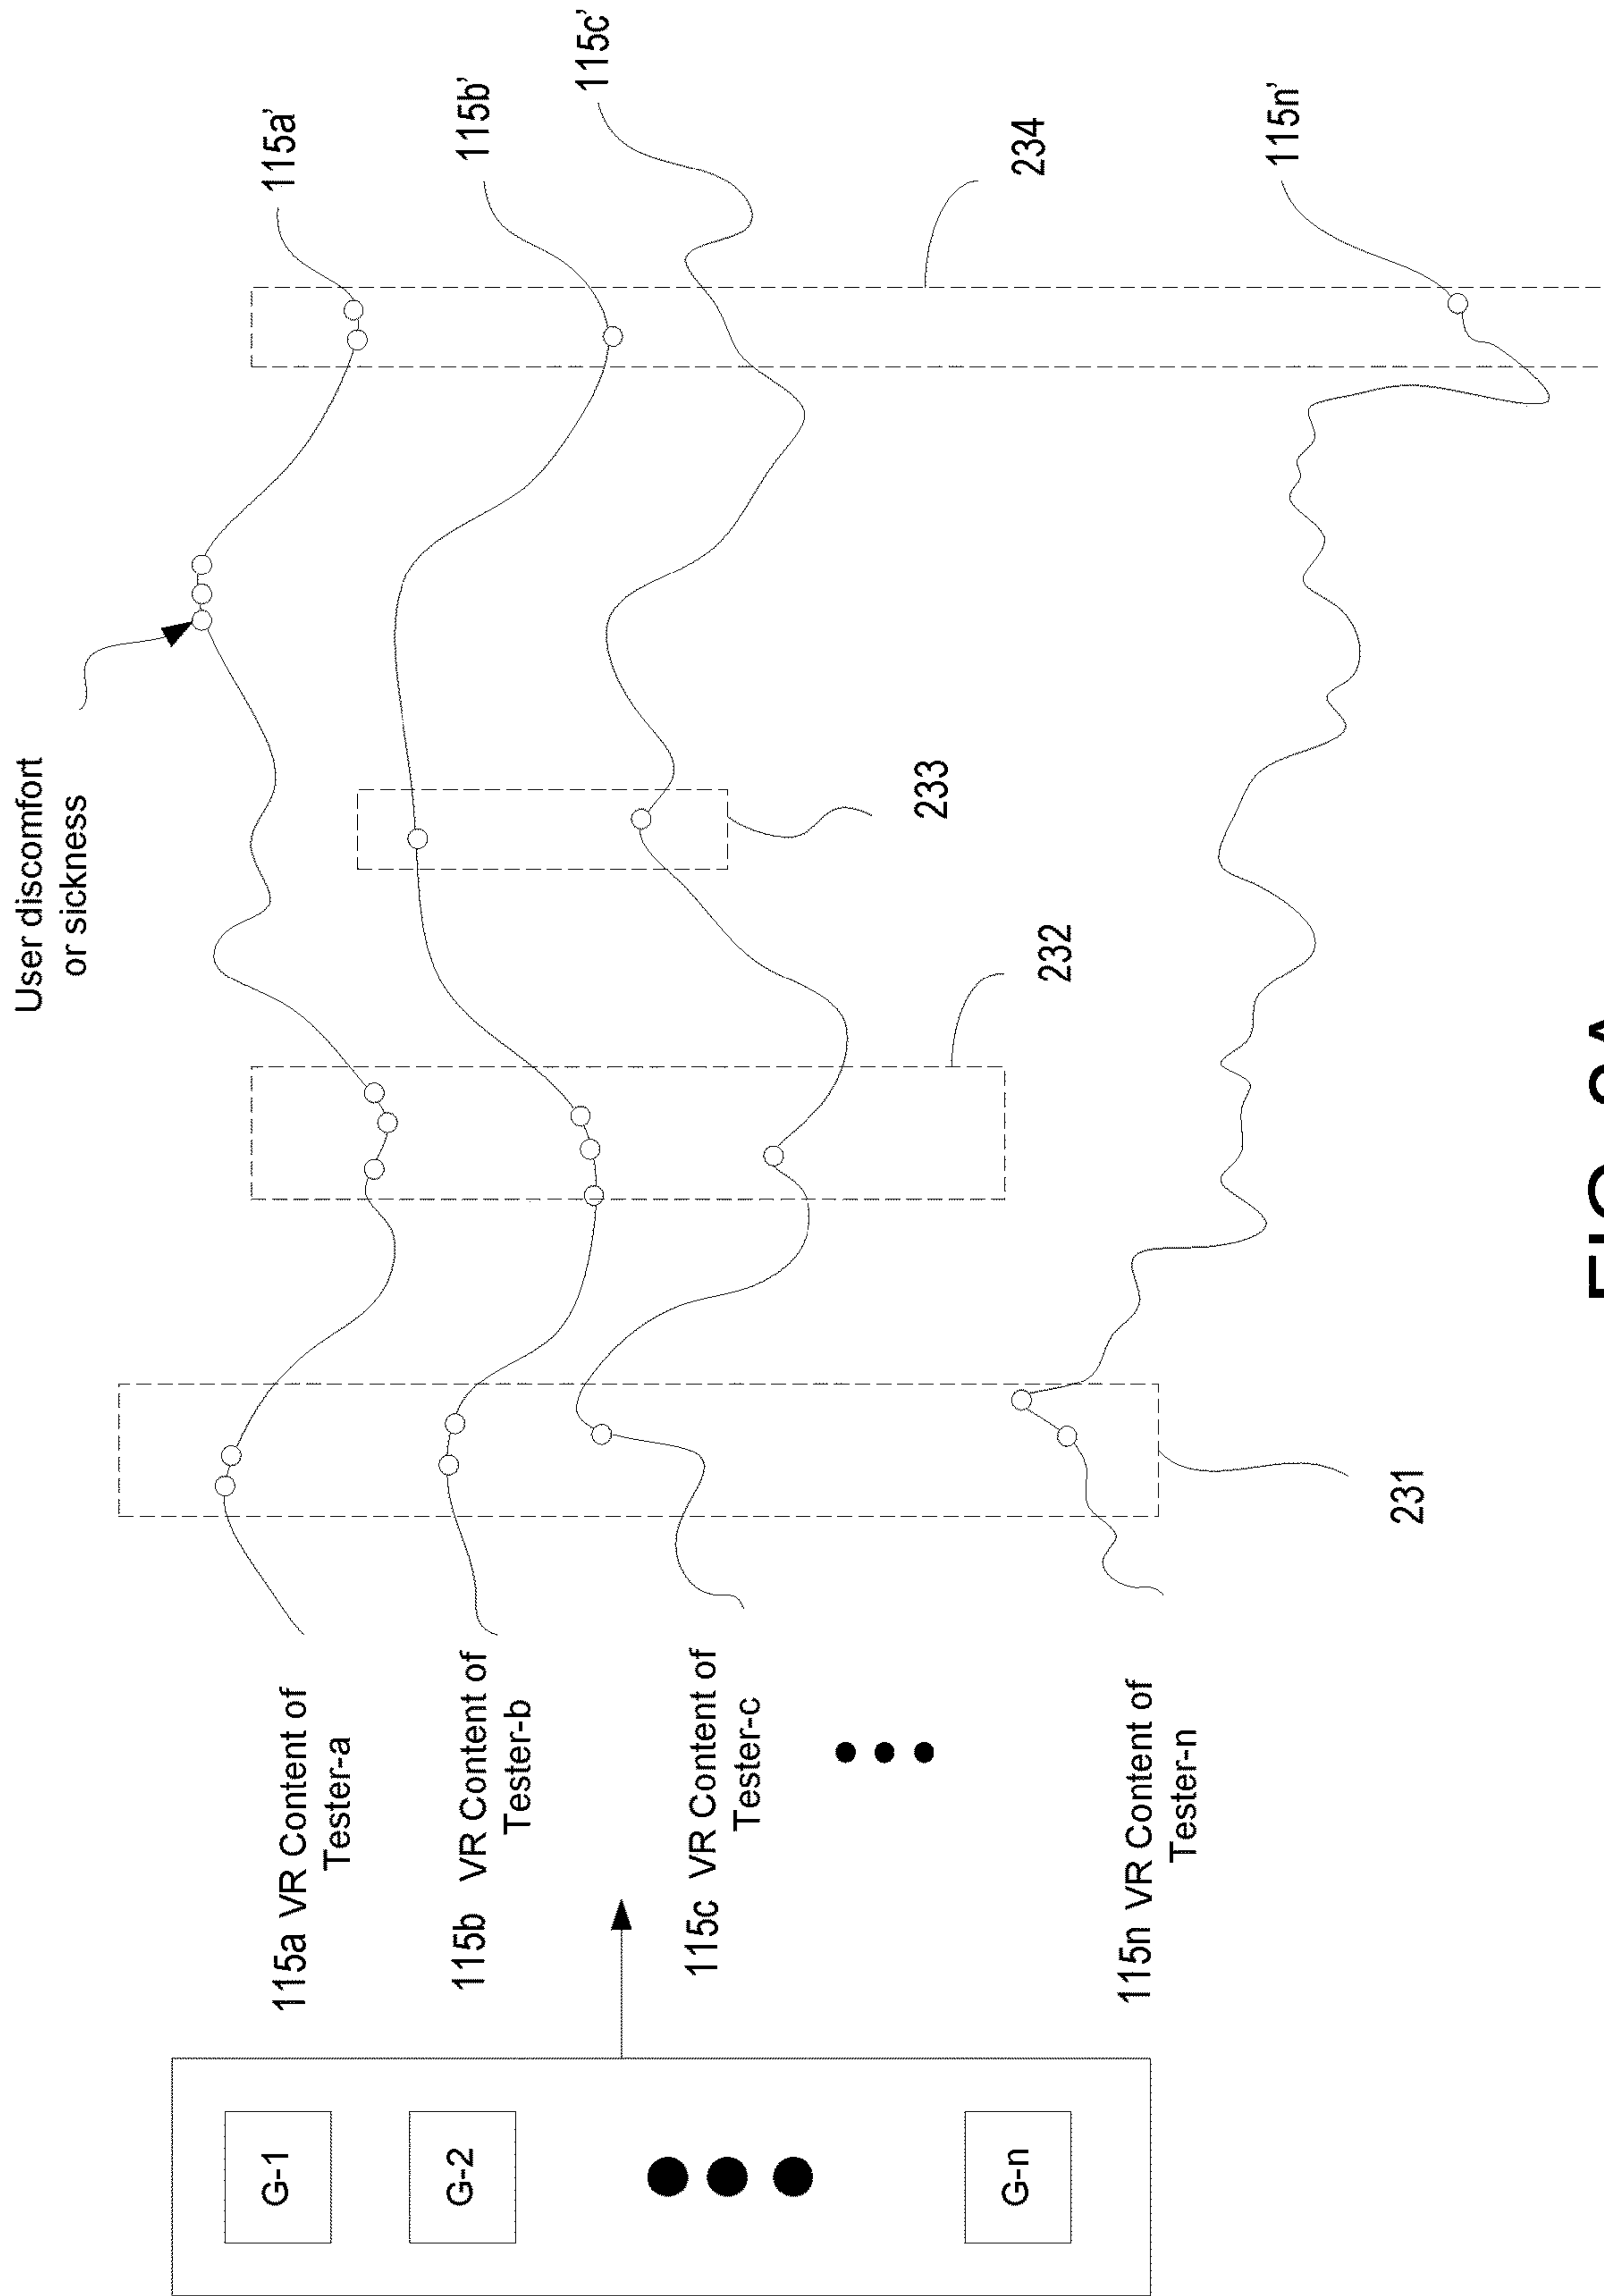 User discomfort
or sickness
115a'
115b'
115c'
115n'
234
233
232
231
115a VR Content of
Tester-a
115b VR Content of
Tester-b
115c VR Content of
Tester-c
115n VR Content of
Tester-n
G-1
G-2
G-n